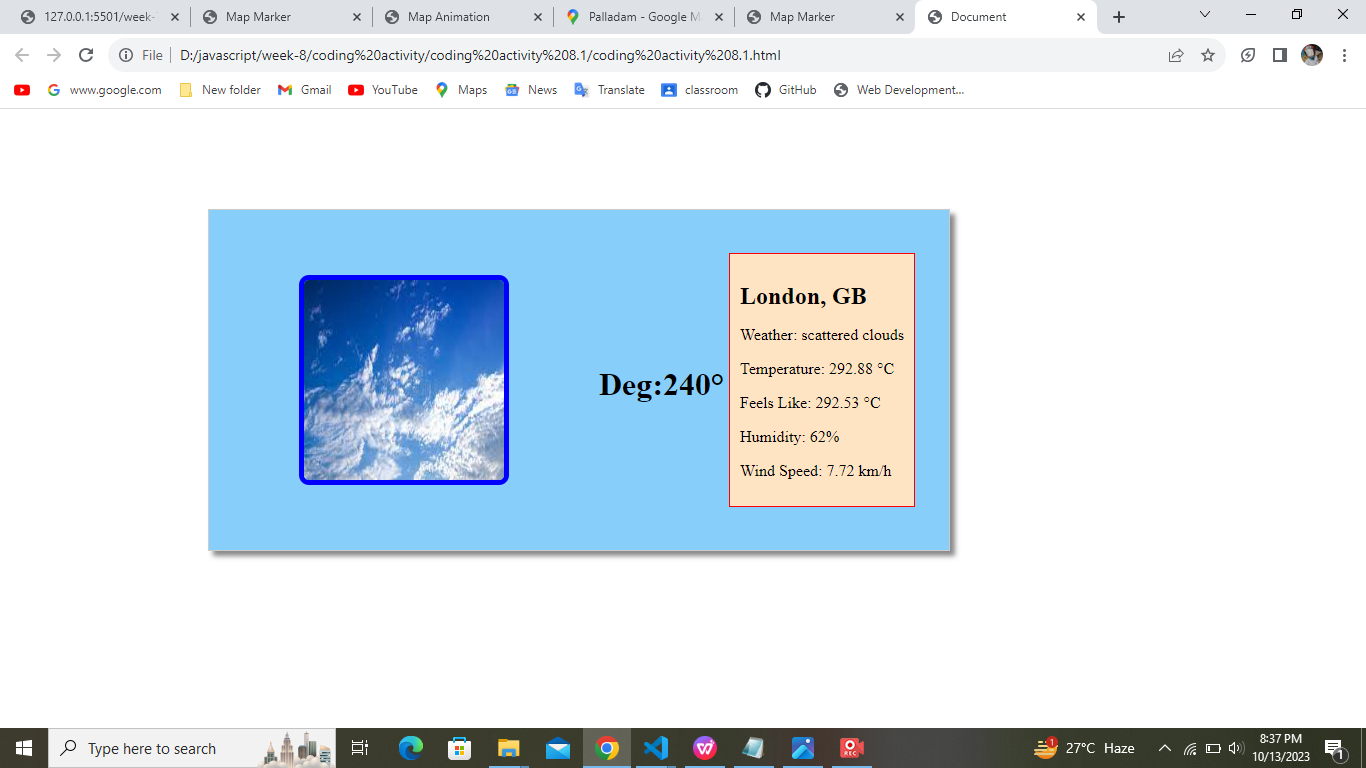 127.0.0.1:5501/week-
Map Marker
Map Animation
Palladam - Google M
Map Marker
Document
File
D:/javascript/week-8/coding%20activity/coding%20activity%208.1/coding%20activity%208.1.html
www.google.com
New folder
Gmail
YouTube
Maps
News
Translate
classroom
GitHub
Web Development...
Deg:240°
London, GB
Weather: scattered clouds
Temperature: 292.88 °C
Feels Like: 292.53 °C
Humidity: 62%
Wind Speed: 7.72 km/h
Type here to search
REC
1
27°C Haze
8:37 PM
10/13/2023
1